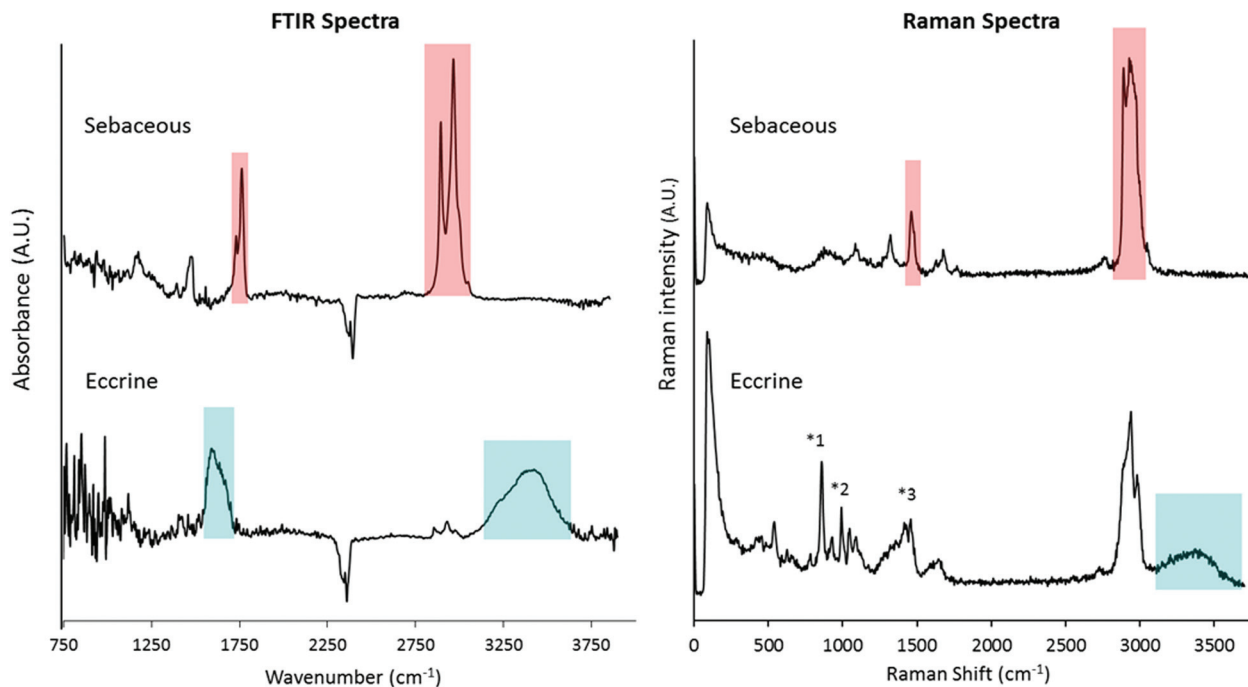 FTIR Spectra
Sebaceous
Eccrine
Absorbance (A.U.)
750 1250 1750 2250 2750 3250 3750
Wavenumber (cm⁻¹)
Raman Spectra
Sebaceous
Eccrine
*1
*2
*3
Raman intensity (A.U.)
0 500 1000 1500 2000 2500 3000 3500
Raman Shift (cm⁻¹)